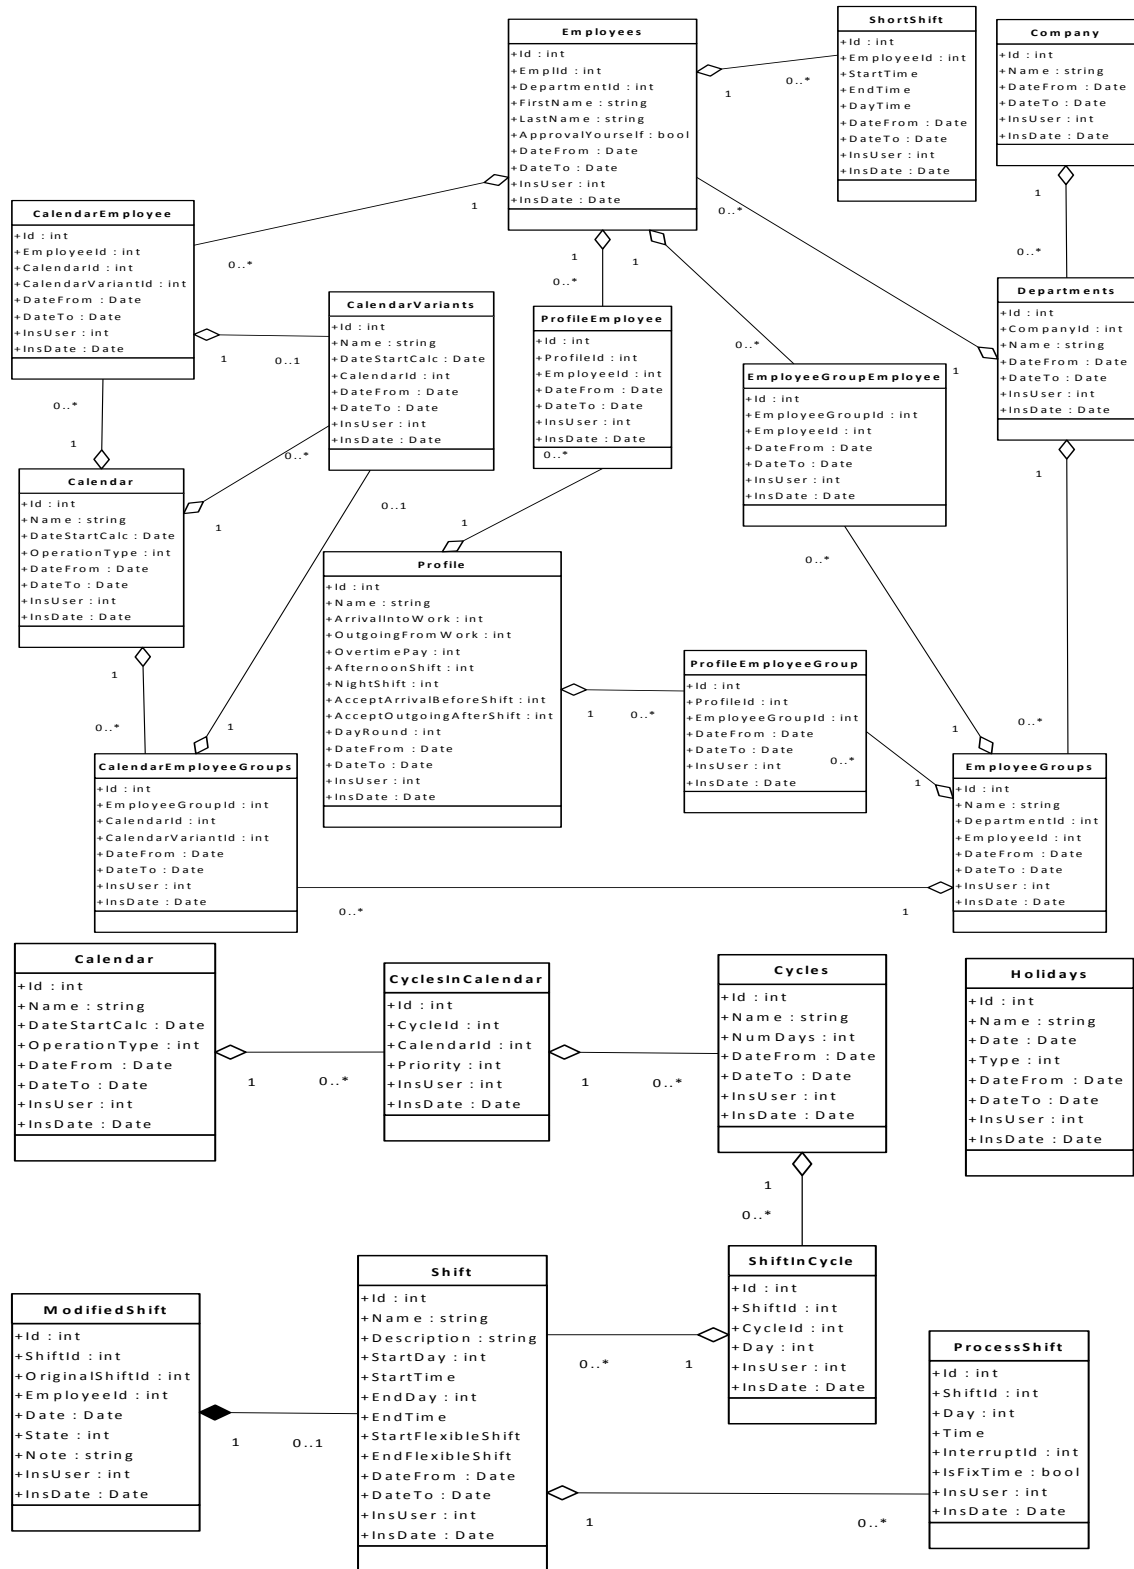 Employees
+Id : int
+EmplId : int
+DepartmentId : int
+FirstName : string
+LastName : string
+ApprovalYourself : bool
+DateFrom : Date
+DateTo : Date
+InsUser : int
+InsDate : Date
ShortShift
+Id : int
+EmployeeId : int
+StartTime
+EndTime
+DayTime
+DateFrom : Date
+DateTo : Date
+InsUser : int
+InsDate : Date
Company
+Id : int
+Name : string
+DateFrom : Date
+DateTo : Date
+InsUser : int
+InsDate : Date
1
0..*
1
0..*
1
0..*
1
0..*
1
0..*
1
0..*
0..*
1
CalendarEmployee
+Id : int
+EmployeeId : int
+CalendarId : int
+CalendarVariantId : int
+DateFrom : Date
+DateTo : Date
+InsUser : int
+InsDate : Date
CalendarVariants
+Id : int
+Name : string
+DateStartCalc : Date
+CalendarId : int
+DateFrom : Date
+DateTo : Date
+InsUser : int
+InsDate : Date
ProfileEmployee
+Id : int
+ProfileId : int
+EmployeeId : int
+DateFrom : Date
+DateTo : Date
+InsUser : int
+InsDate : Date
0..*
EmployeeGroupEmployee
+Id : int
+EmployeeGroupId : int
+EmployeeId : int
+DateFrom : Date
+DateTo : Date
+InsUser : int
+InsDate : Date
Departments
+Id : int
+CompanyId : int
+Name : string
+DateFrom : Date
+DateTo : Date
+InsUser : int
+InsDate : Date
1
0..1
0..*
1
0..*
1
0..1
1
1
0..*
1
0..*
Calendar
+Id : int
+Name : string
+DateStartCalc : Date
+OperationType : int
+DateFrom : Date
+DateTo : Date
+InsUser : int
+InsDate : Date
Profile
+Id : int
+Name : string
+ArrivalIntoWork : int
+OutgoingFromWork : int
+OvertimePay : int
+AfternoonShift : int
+NightShift : int
+AcceptArrivalBeforeShift : int
+AcceptOutgoingAfterShift : int
+DayRound : int
+DateFrom : Date
+DateTo : Date
+InsUser : int
+InsDate : Date
ProfileEmployeeGroup
+Id : int
+ProfileId : int
+EmployeeGroupId : int
+DateFrom : Date
+DateTo : Date
+InsUser : int
+InsDate : Date
0..*
1
0..*
1
1
0..*
1
0..*
CalendarEmployeeGroups
+Id : int
+EmployeeGroupId : int
+CalendarId : int
+CalendarVariantId : int
+DateFrom : Date
+DateTo : Date
+InsUser : int
+InsDate : Date
EmployeeGroups
+Id : int
+Name : string
+DepartmentId : int
+EmployeeId : int
+DateFrom : Date
+DateTo : Date
+InsUser : int
+InsDate : Date
0..*
1
Calendar
+Id : int
+Name : string
+DateStartCalc : Date
+OperationType : int
+DateFrom : Date
+DateTo : Date
+InsUser : int
+InsDate : Date
1
0..*
CyclesInCalendar
+Id : int
+CycleId : int
+CalendarId : int
+Priority : int
+InsUser : int
+InsDate : Date
1
0..*
Cycles
+Id : int
+Name : string
+NumDays : int
+DateFrom : Date
+DateTo : Date
+InsUser : int
+InsDate : Date
Holidays
+Id : int
+Name : string
+Date : Date
+Type : int
+DateFrom : Date
+DateTo : Date
+InsUser : int
+InsDate : Date
1
0..*
ModifiedShift
+Id : int
+ShiftId : int
+OriginalShiftId : int
+EmployeeId : int
+Date : Date
+State : int
+Note : string
+InsUser : int
+InsDate : Date
1
0..1
Shift
+Id : int
+Name : string
+Description : string
+StartDay : int
+StartTime
+EndDay : int
+EndTime
+StartFlexibleShift
+EndFlexibleShift
+DateFrom : Date
+DateTo : Date
+InsUser : int
+InsDate : Date
0..*
1
ShiftInCycle
+Id : int
+ShiftId : int
+CycleId : int
+Day : int
+InsUser : int
+InsDate : Date
1
0..*
ProcessShift
+Id : int
+ShiftId : int
+Day : int
+Time
+InterruptId : int
+IsFixTime : bool
+InsUser : int
+InsDate : Date